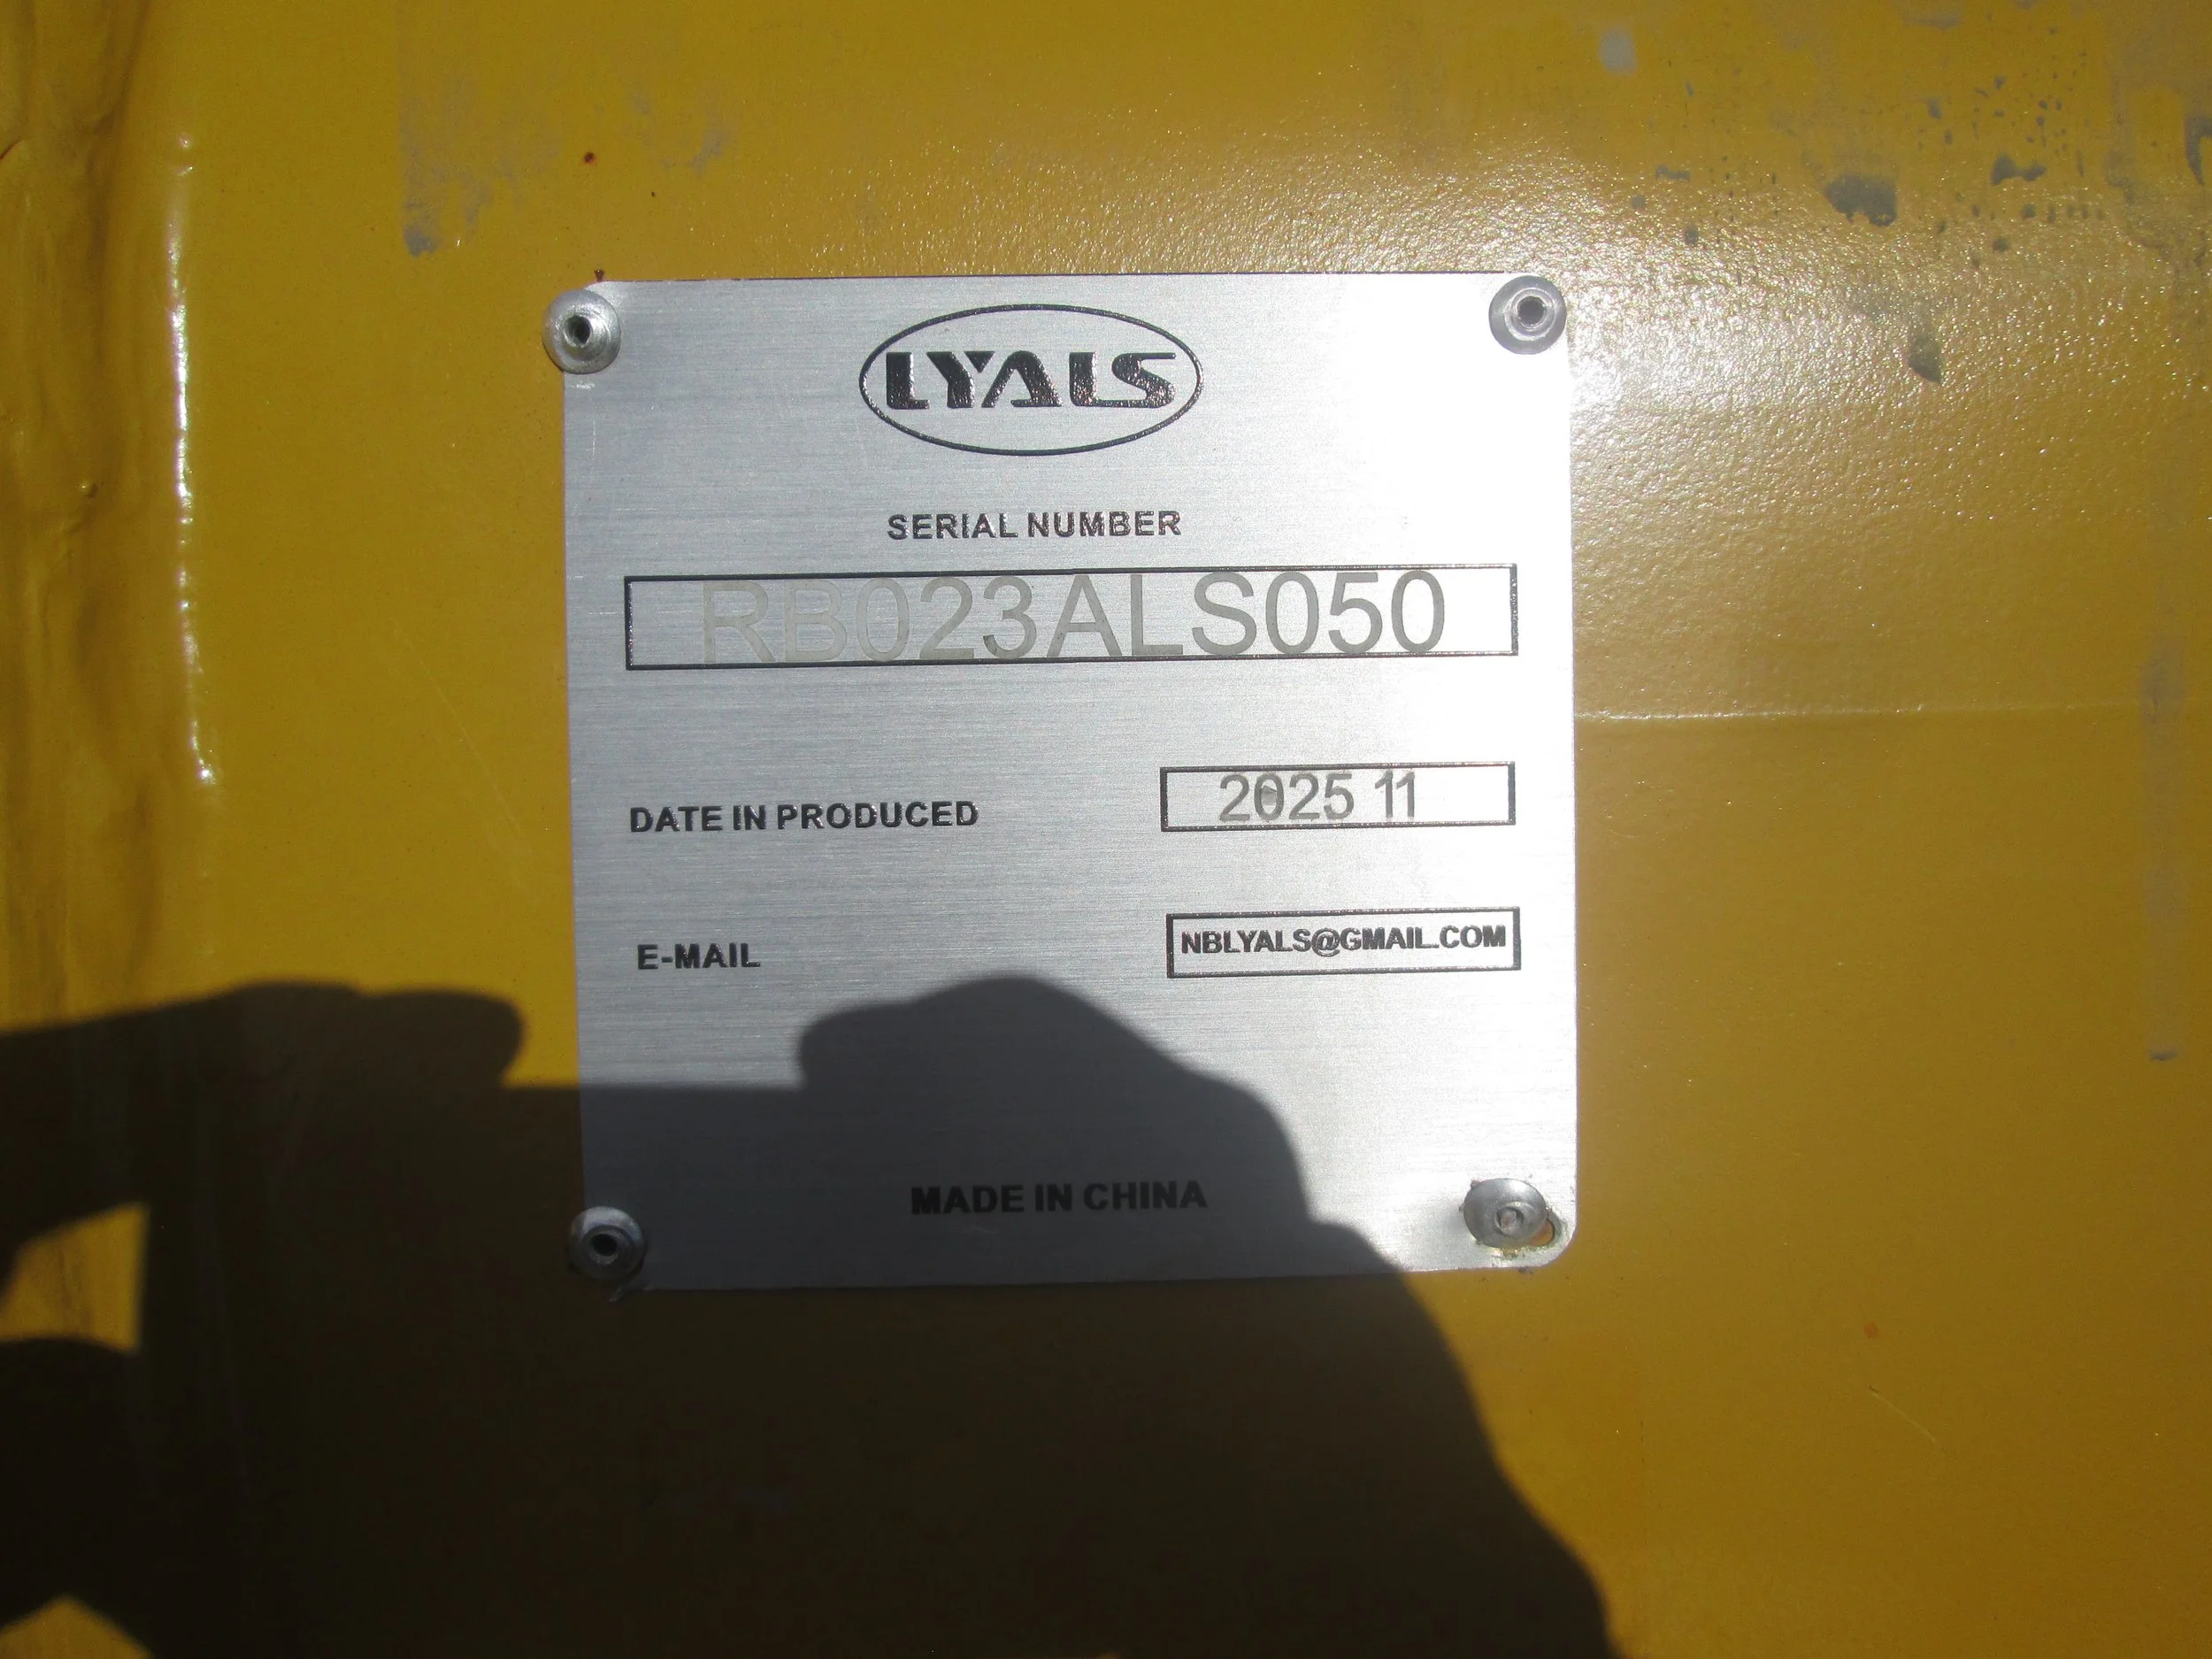 LYALS
SERIAL NUMBER
RB023ALS050
DATE IN PRODUCED 2025 11
E-MAIL NBLYALS@GMAIL.COM
MADE IN CHINA